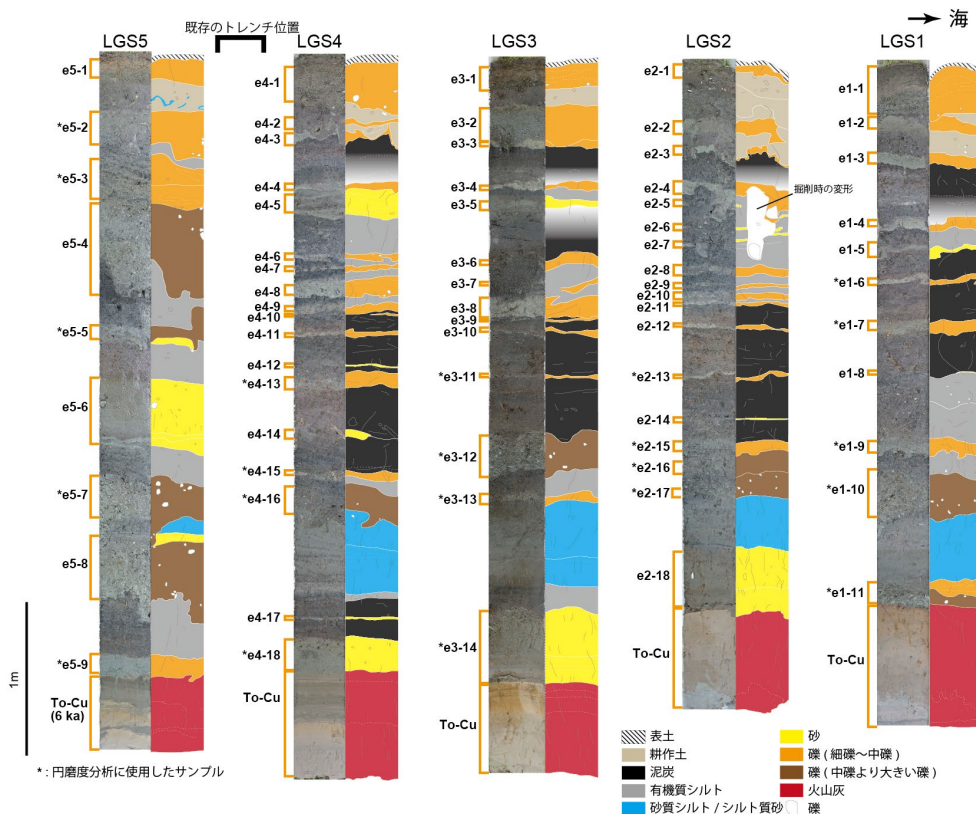 既存のトレンチ位置
→ 海
LGS5
LGS4
LGS3
LGS2
LGS1
e5-1
*e5-2
*e5-3
e5-4
*e5-5
e5-6
*e5-7
e5-8
*e5-9
To-Cu
(6 ka)
1m
* : 円磨度分析に使用したサンプル
e4-1
e4-2
e4-3
e4-4
e4-5
e4-6
e4-7
e4-8
e4-9
e4-10
e4-11
e4-12
*e4-13
e4-14
*e4-15
*e4-16
e4-17
*e4-18
To-Cu
e3-1
e3-2
e3-3
e3-4
e3-5
e3-6
e3-7
e3-8
e3-9
e3-10
*e3-11
*e3-12
*e3-13
*e3-14
To-Cu
e2-1
e2-2
e2-3
e2-4
e2-5
e2-6
e2-7
e2-8
e2-9
e2-10
e2-11
e2-12
*e2-13
e2-14
*e2-15
*e2-16
*e2-17
e2-18
To-Cu
掘削時の変形
e1-1
e1-2
e1-3
e1-4
e1-5
*e1-6
*e1-7
e1-8
*e1-9
*e1-10
*e1-11
To-Cu
表土
耕作土
泥炭
有機質シルト
砂質シルト / シルト質砂
砂
礫 ( 細礫〜中礫 )
礫 ( 中礫より大きい礫 )
火山灰
礫